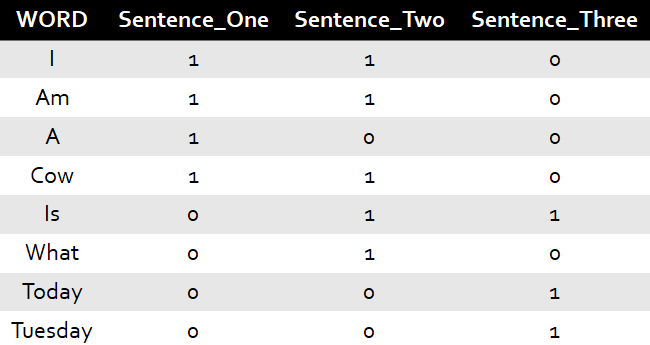 WORD Sentence_One Sentence_Two Sentence_Three
I 1 1 0
Am 1 1 0
A 1 0 0
Cow 1 1 0
Is 0 1 1
What 0 1 0
Today 0 0 1
Tuesday 0 0 1